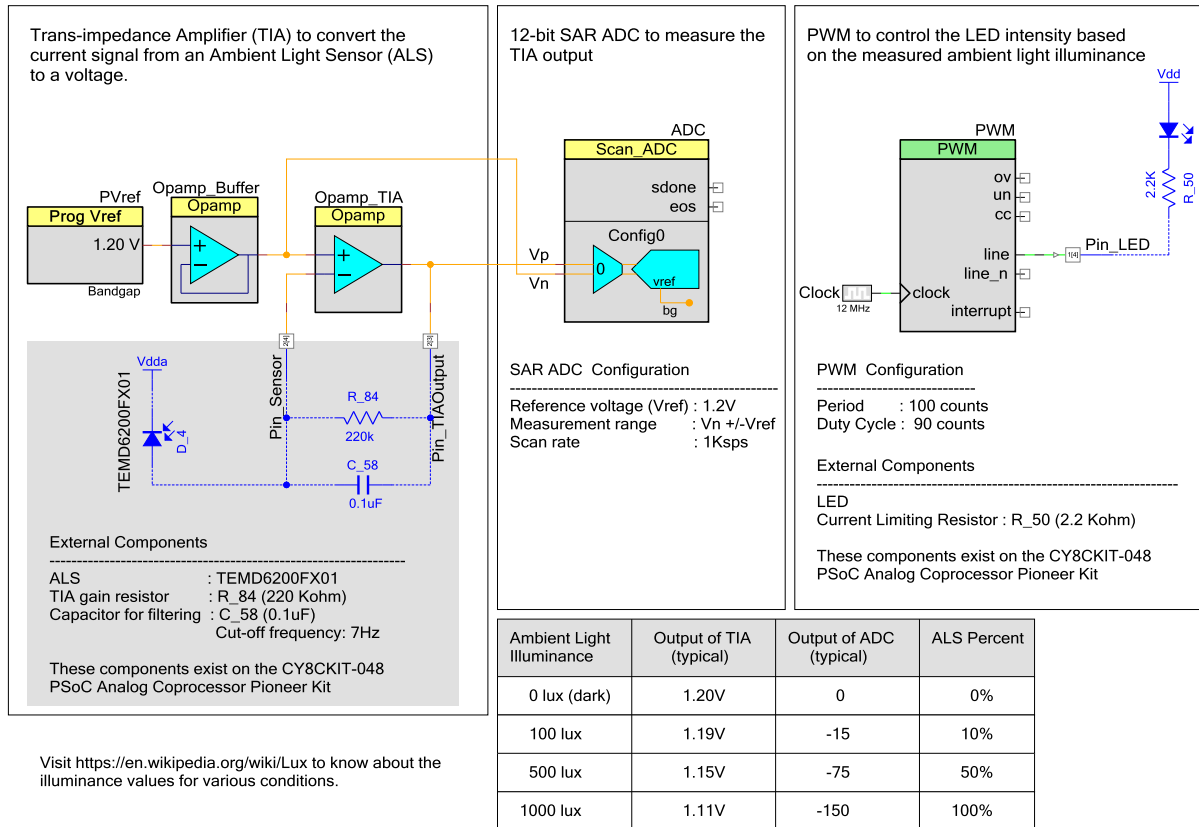 Trans-impedance Amplifier (TIA) to convert the
current signal from an Ambient Light Sensor (ALS)
to a voltage.
PVref
Prog Vref
1.20 V
Bandgap
Opamp_Buffer
Opamp
+
−
Opamp_TIA
Opamp
+
−
2[4]
2[3]
Pin_Sensor
Pin_TIAOutput
Vdda
TEMD6200FX01
D_4
R_84
220k
C_58
0.1uF
External Components
-----------------------------------------------------------------
ALS : TEMD6200FX01
TIA gain resistor : R_84 (220 Kohm)
Capacitor for filtering : C_58 (0.1uF)
Cut-off frequency: 7Hz
These components exist on the CY8CKIT-048
PSoC Analog Coprocessor Pioneer Kit
12-bit SAR ADC to measure the
TIA output
ADC
Scan_ADC
sdone
eos
Config0
Vp
Vn
0
vref
bg
SAR ADC  Configuration
-------------------------------------------------
Reference voltage (Vref) : 1.2V
Measurement range : Vn +/-Vref
Scan rate : 1Ksps
PWM to control the LED intensity based
on the measured ambient light illuminance
Vdd
2.2K
R_50
PWM
PWM
ov
un
cc
line
line_n
interrupt
clock
Clock
12 MHz
1[4]
Pin_LED
PWM  Configuration
-----------------------------
Period : 100 counts
Duty Cycle : 90 counts
External Components
------------------------------------------------------------------
LED
Current Limiting Resistor : R_50 (2.2 Kohm)
These components exist on the CY8CKIT-048
PSoC Analog Coprocessor Pioneer Kit
Ambient Light Illuminance | Output of TIA (typical) | Output of ADC (typical) | ALS Percent
0 lux (dark) 1.20V 0 0%
100 lux 1.19V -15 10%
500 lux 1.15V -75 50%
1000 lux 1.11V -150 100%
Visit https://en.wikipedia.org/wiki/Lux to know about the
illuminance values for various conditions.